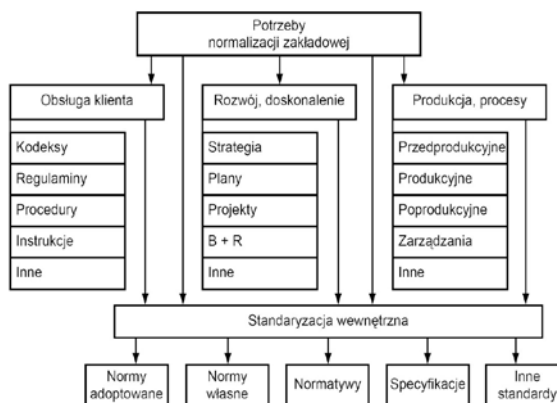 Potrzeby
normalizacji zakładowej
Obsługa klienta
Rozwój, doskonalenie
Produkcja, procesy
Kodeksy
Regulaminy
Procedury
Instrukcje
Inne
Strategia
Plany
Projekty
B + R
Inne
Przedprodukcyjne
Produkcyjne
Poprodukcyjne
Zarządzania
Inne
Standaryzacja wewnętrzna
Normy
adoptowane
Normy
własne
Normatywy
Specyfikacje
Inne
standardy